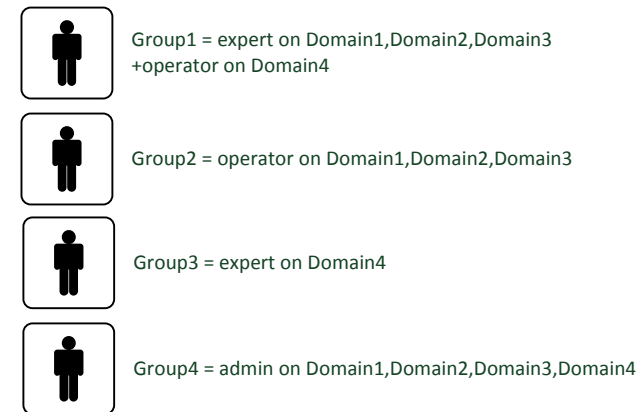 Group1 = expert on Domain1,Domain2,Domain3
+operator on Domain4
Group2 = operator on Domain1,Domain2,Domain3
Group3 = expert on Domain4
Group4 = admin on Domain1,Domain2,Domain3,Domain4